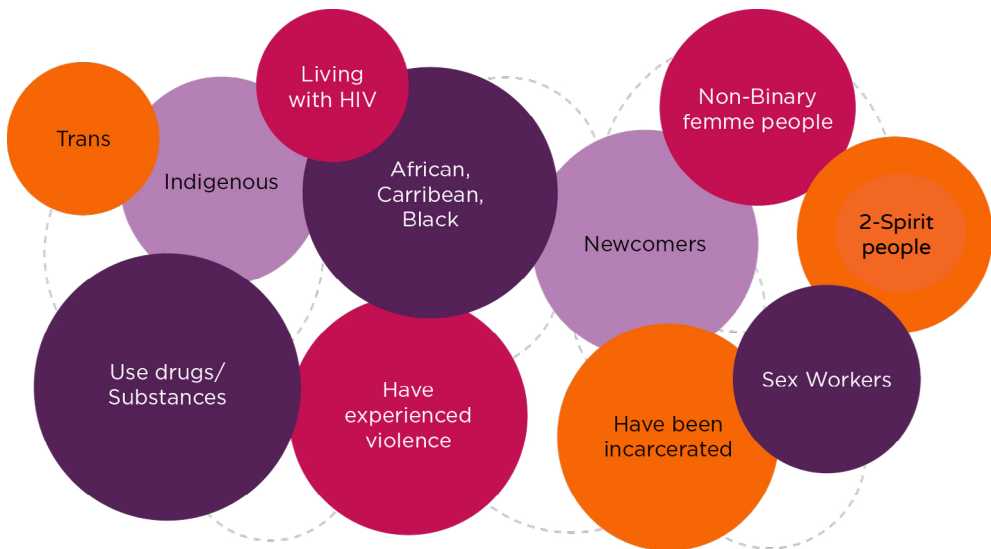 Trans
Indigenous
Living
with HIV
African,
Carribean,
Black
Non-Binary
femme people
Newcomers
2-Spirit
people
Use drugs/
Substances
Have
experienced
violence
Have been
incarcerated
Sex Workers